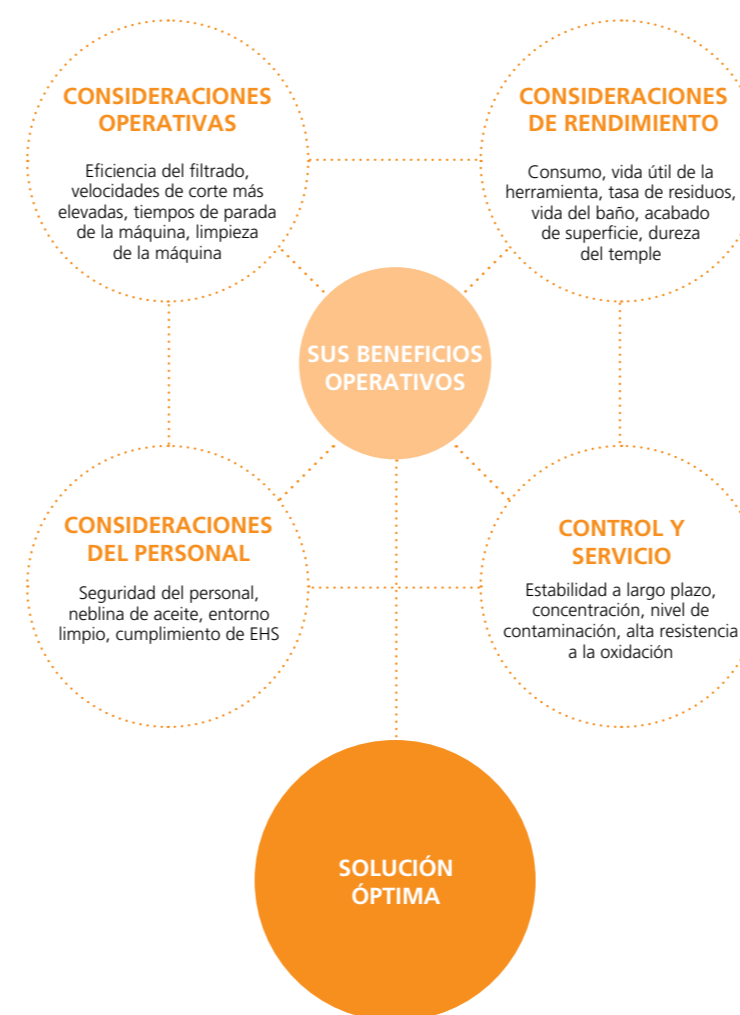 CONSIDERACIONES
OPERATIVAS
Eficiencia del filtrado,
velocidades de corte más
elevadas, tiempos de parada
de la máquina, limpieza
de la máquina
CONSIDERACIONES
DE RENDIMIENTO
Consumo, vida útil de la
herramienta, tasa de residuos,
vida del baño, acabado
de superficie, dureza
del temple
SUS BENEFICIOS
OPERATIVOS
CONSIDERACIONES
DEL PERSONAL
Seguridad del personal,
neblina de aceite, entorno
limpio, cumplimiento de EHS
CONTROL Y
SERVICIO
Estabilidad a largo plazo,
concentración, nivel de
contaminación, alta resistencia
a la oxidación
SOLUCIÓN
ÓPTIMA